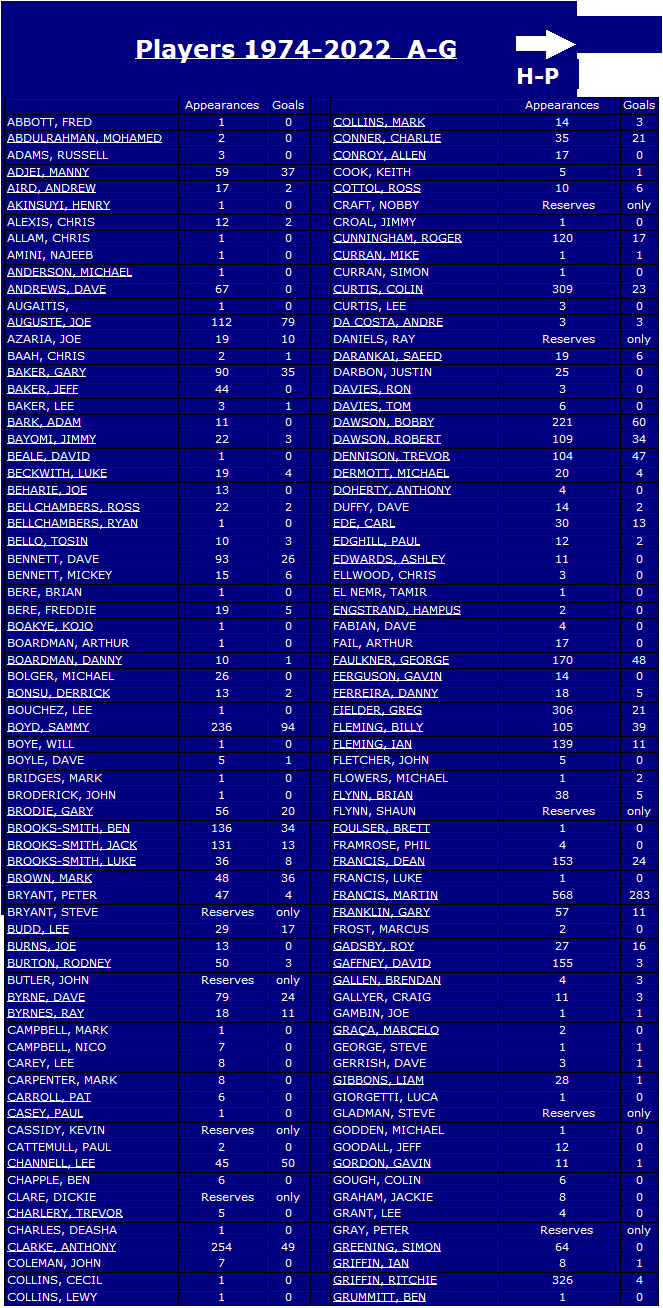 Players 1974-2022  A-G
H-P
Appearances Goals
ABBOTT, FRED 1 0
ABDULRAHMAN, MOHAMED 2 0
ADAMS, RUSSELL 3 0
ADJEI, MANNY 59 37
AIRD, ANDREW 17 2
AKINSUYI, HENRY 1 0
ALEXIS, CHRIS 12 2
ALLAM, CHRIS 1 0
AMINI, NAJEEB 1 0
ANDERSON, MICHAEL 1 0
ANDREWS, DAVE 67 0
AUGAITIS, 1 0
AUGUSTE, JOE 112 79
AZARIA, JOE 19 10
BAAH, CHRIS 2 1
BAKER, GARY 90 35
BAKER, JEFF 44 0
BAKER, LEE 3 1
BARK, ADAM 11 0
BAYOMI, JIMMY 22 3
BEALE, DAVID 1 0
BECKWITH, LUKE 19 4
BEHARIE, JOE 13 0
BELLCHAMBERS, ROSS 22 2
BELLCHAMBERS, RYAN 1 0
BELLO, TOSIN 10 3
BENNETT, DAVE 93 26
BENNETT, MICKEY 15 6
BERE, BRIAN 1 0
BERE, FREDDIE 19 5
BOAKYE, KOJO 1 0
BOARDMAN, ARTHUR 1 0
BOARDMAN, DANNY 10 1
BOLGER, MICHAEL 26 0
BONSU, DERRICK 13 2
BOUCHEZ, LEE 1 0
BOYD, SAMMY 236 94
BOYE, WILL 1 0
BOYLE, DAVE 5 1
BRIDGES, MARK 1 0
BRODERICK, JOHN 1 0
BRODIE, GARY 56 20
BROOKS-SMITH, BEN 136 34
BROOKS-SMITH, JACK 131 13
BROOKS-SMITH, LUKE 36 8
BROWN, MARK 48 36
BRYANT, PETER 47 4
BRYANT, STEVE Reserves only
BUDD, LEE 29 17
BURNS, JOE 13 0
BURTON, RODNEY 50 3
BUTLER, JOHN Reserves only
BYRNE, DAVE 79 24
BYRNES, RAY 18 11
CAMPBELL, MARK 1 0
CAMPBELL, NICO 7 0
CAREY, LEE 8 0
CARPENTER, MARK 8 0
CARROLL, PAT 6 0
CASEY, PAUL 1 0
CASSIDY, KEVIN Reserves only
CATTEMULL, PAUL 2 0
CHANNELL, LEE 45 50
CHAPPLE, BEN 6 0
CLARE, DICKIE Reserves only
CHARLERY, TREVOR 5 0
CHARLES, DEASHA 1 0
CLARKE, ANTHONY 254 49
COLEMAN, JOHN 7 0
COLLINS, CECIL 1 0
COLLINS, LEWY 1 0
Appearances Goals
COLLINS, MARK 14 3
CONNER, CHARLIE 35 21
CONROY, ALLEN 17 0
COOK, KEITH 5 1
COTTOL, ROSS 10 6
CRAFT, NOBBY Reserves only
CROAL, JIMMY 1 0
CUNNINGHAM, ROGER 120 17
CURRAN, MIKE 1 1
CURRAN, SIMON 1 0
CURTIS, COLIN 309 23
CURTIS, LEE 3 0
DA COSTA, ANDRE 3 3
DANIELS, RAY Reserves only
DARANKAI, SAEED 19 6
DARBON, JUSTIN 25 0
DAVIES, RON 3 0
DAVIES, TOM 6 0
DAWSON, BOBBY 221 60
DAWSON, ROBERT 109 34
DENNISON, TREVOR 104 47
DERMOTT, MICHAEL 20 4
DOHERTY, ANTHONY 4 0
DUFFY, DAVE 14 2
EDE, CARL 30 13
EDGHILL, PAUL 12 2
EDWARDS, ASHLEY 11 0
ELLWOOD, CHRIS 3 0
EL NEMR, TAMIR 1 0
ENGSTRAND, HAMPUS 2 0
FABIAN, DAVE 4 0
FAIL, ARTHUR 17 0
FAULKNER, GEORGE 170 48
FERGUSON, GAVIN 14 0
FERREIRA, DANNY 18 5
FIELDER, GREG 306 21
FLEMING, BILLY 105 39
FLEMING, IAN 139 11
FLETCHER, JOHN 5 0
FLOWERS, MICHAEL 1 2
FLYNN, BRIAN 38 5
FLYNN, SHAUN Reserves only
FOULSER, BRETT 1 0
FRAMROSE, PHIL 4 0
FRANCIS, DEAN 153 24
FRANCIS, LUKE 1 0
FRANCIS, MARTIN 568 283
FRANKLIN, GARY 57 11
FROST, MARCUS 2 0
GADSBY, ROY 27 16
GAFFNEY, DAVID 155 3
GALLEN, BRENDAN 4 3
GALLYER, CRAIG 11 3
GAMBIN, JOE 1 1
GRAÇA, MARCELO 2 0
GEORGE, STEVE 1 1
GERRISH, DAVE 3 1
GIBBONS, LIAM 28 1
GIORGETTI, LUCA 1 0
GLADMAN, STEVE Reserves only
GODDEN, MICHAEL 1 0
GOODALL, JEFF 12 0
GORDON, GAVIN 11 1
GOUGH, COLIN 6 0
GRAHAM, JACKIE 8 0
GRANT, LEE 4 0
GRAY, PETER Reserves only
GREENING, SIMON 64 0
GRIFFIN, IAN 8 1
GRIFFIN, RITCHIE 326 4
GRUMMITT, BEN 1 0